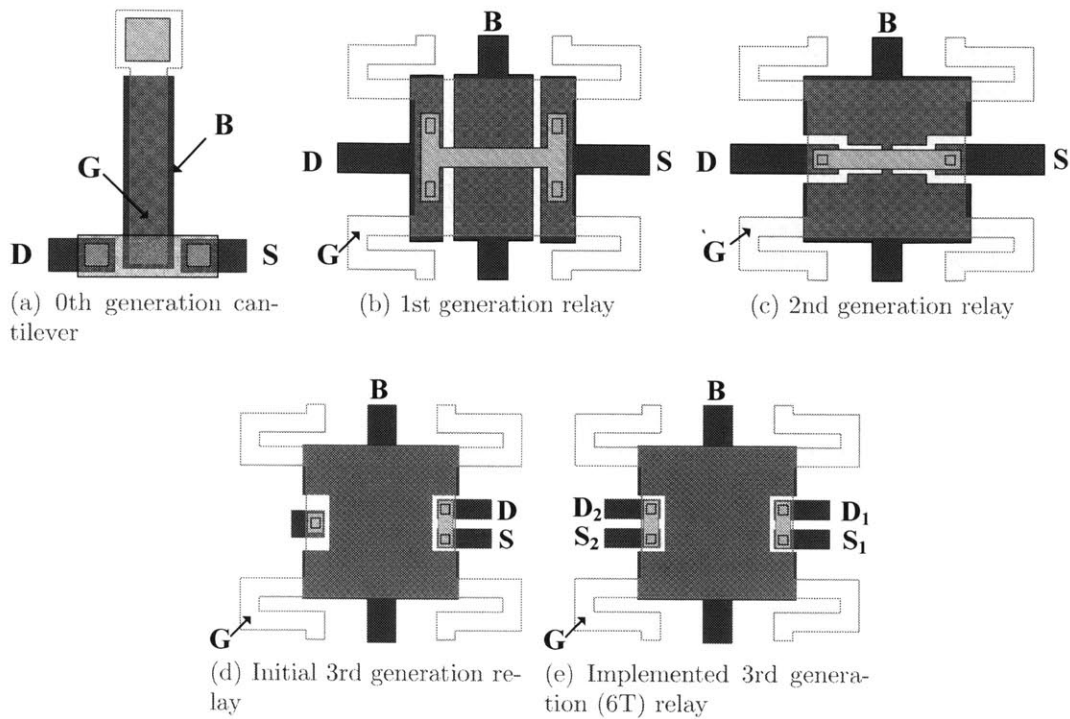 B
G
D
S
(a) 0th generation can-
tilever
B
D
S
G
(b) 1st generation relay
B
D
S
G
(c) 2nd generation relay
B
D
S
G
(d) Initial 3rd generation re-
lay
B
D₂
S₂
D₁
S₁
G
(e) Implemented 3rd genera-
tion (6T) relay